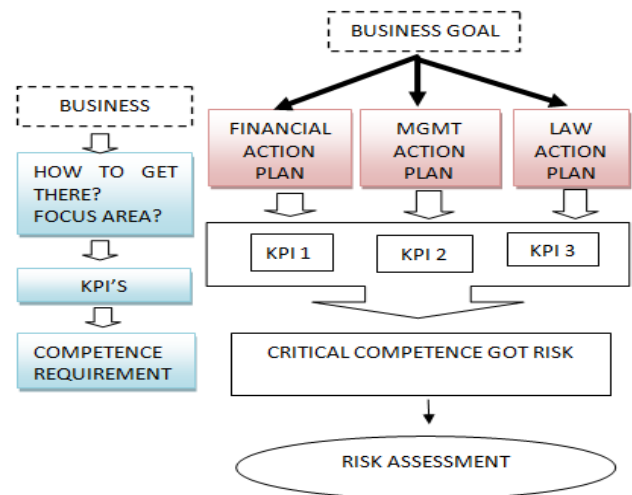 BUSINESS GOAL
BUSINESS
FINANCIAL
ACTION
PLAN
MGMT
ACTION
PLAN
LAW
ACTION
PLAN
HOW TO GET
THERE?
FOCUS AREA?
KPI 1
KPI 2
KPI 3
KPI'S
COMPETENCE
REQUIREMENT
CRITICAL COMPETENCE GOT RISK
RISK ASSESSMENT